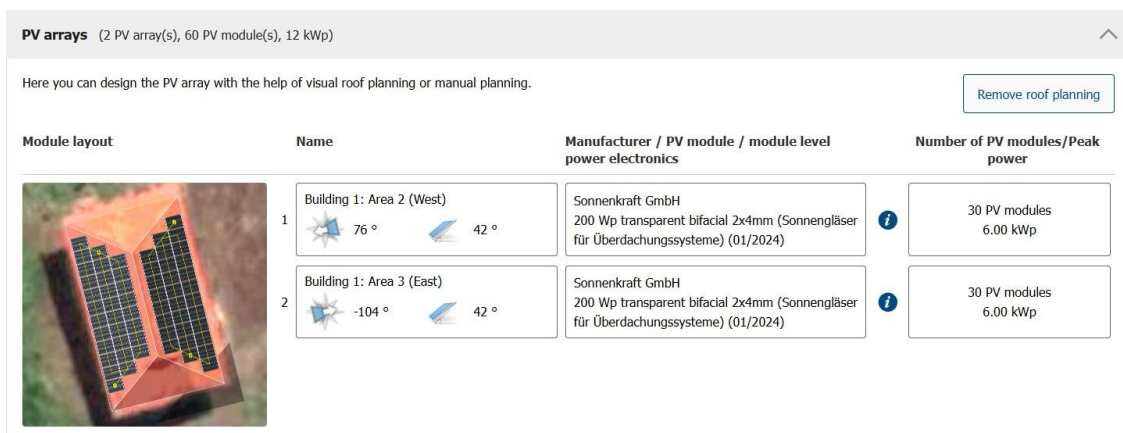 PV arrays (2 PV array(s), 60 PV module(s), 12 kWp)
Here you can design the PV array with the help of visual roof planning or manual planning.
Remove roof planning
Module layout
Name
Manufacturer / PV module / module level
power electronics
Number of PV modules/Peak
power
1
Building 1: Area 2 (West)
76 °
42 °
Sonnenkraft GmbH
200 Wp transparent bifacial 2x4mm (Sonnengläser
für Überdachungssysteme) (01/2024)
i
30 PV modules
6.00 kWp
2
Building 1: Area 3 (East)
-104 °
42 °
Sonnenkraft GmbH
200 Wp transparent bifacial 2x4mm (Sonnengläser
für Überdachungssysteme) (01/2024)
i
30 PV modules
6.00 kWp